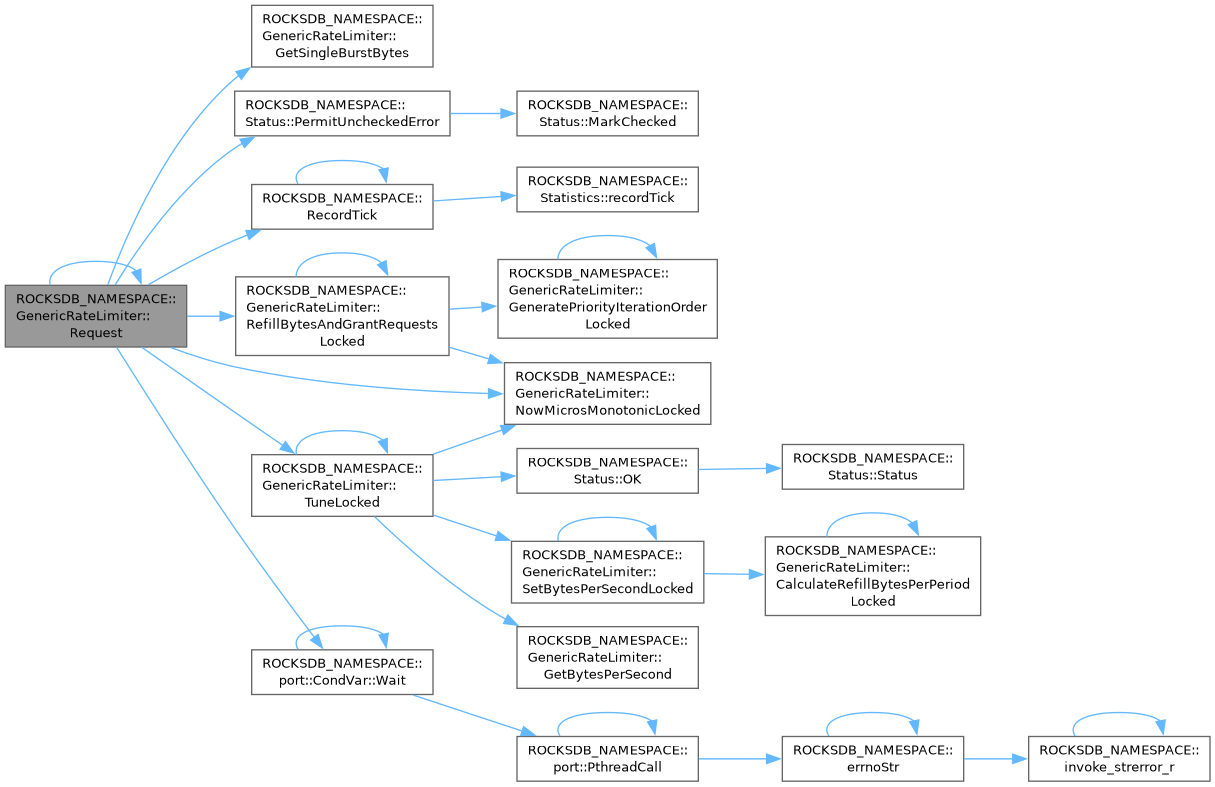 ROCKSDB_NAMESPACE::
GenericRateLimiter::
Request
ROCKSDB_NAMESPACE::
GenericRateLimiter::
GetSingleBurstBytes
ROCKSDB_NAMESPACE::
Status::PermitUncheckedError
ROCKSDB_NAMESPACE::
Status::MarkChecked
ROCKSDB_NAMESPACE::
RecordTick
ROCKSDB_NAMESPACE::
Statistics::recordTick
ROCKSDB_NAMESPACE::
GenericRateLimiter::
RefillBytesAndGrantRequests
Locked
ROCKSDB_NAMESPACE::
GenericRateLimiter::
GeneratePriorityIterationOrder
Locked
ROCKSDB_NAMESPACE::
GenericRateLimiter::
NowMicrosMonotonicLocked
ROCKSDB_NAMESPACE::
GenericRateLimiter::
TuneLocked
ROCKSDB_NAMESPACE::
Status::OK
ROCKSDB_NAMESPACE::
Status::Status
ROCKSDB_NAMESPACE::
GenericRateLimiter::
SetBytesPerSecondLocked
ROCKSDB_NAMESPACE::
GenericRateLimiter::
CalculateRefillBytesPerPeriod
Locked
ROCKSDB_NAMESPACE::
GenericRateLimiter::
GetBytesPerSecond
ROCKSDB_NAMESPACE::
port::CondVar::Wait
ROCKSDB_NAMESPACE::
port::PthreadCall
ROCKSDB_NAMESPACE::
errnoStr
ROCKSDB_NAMESPACE::
invoke_strerror_r